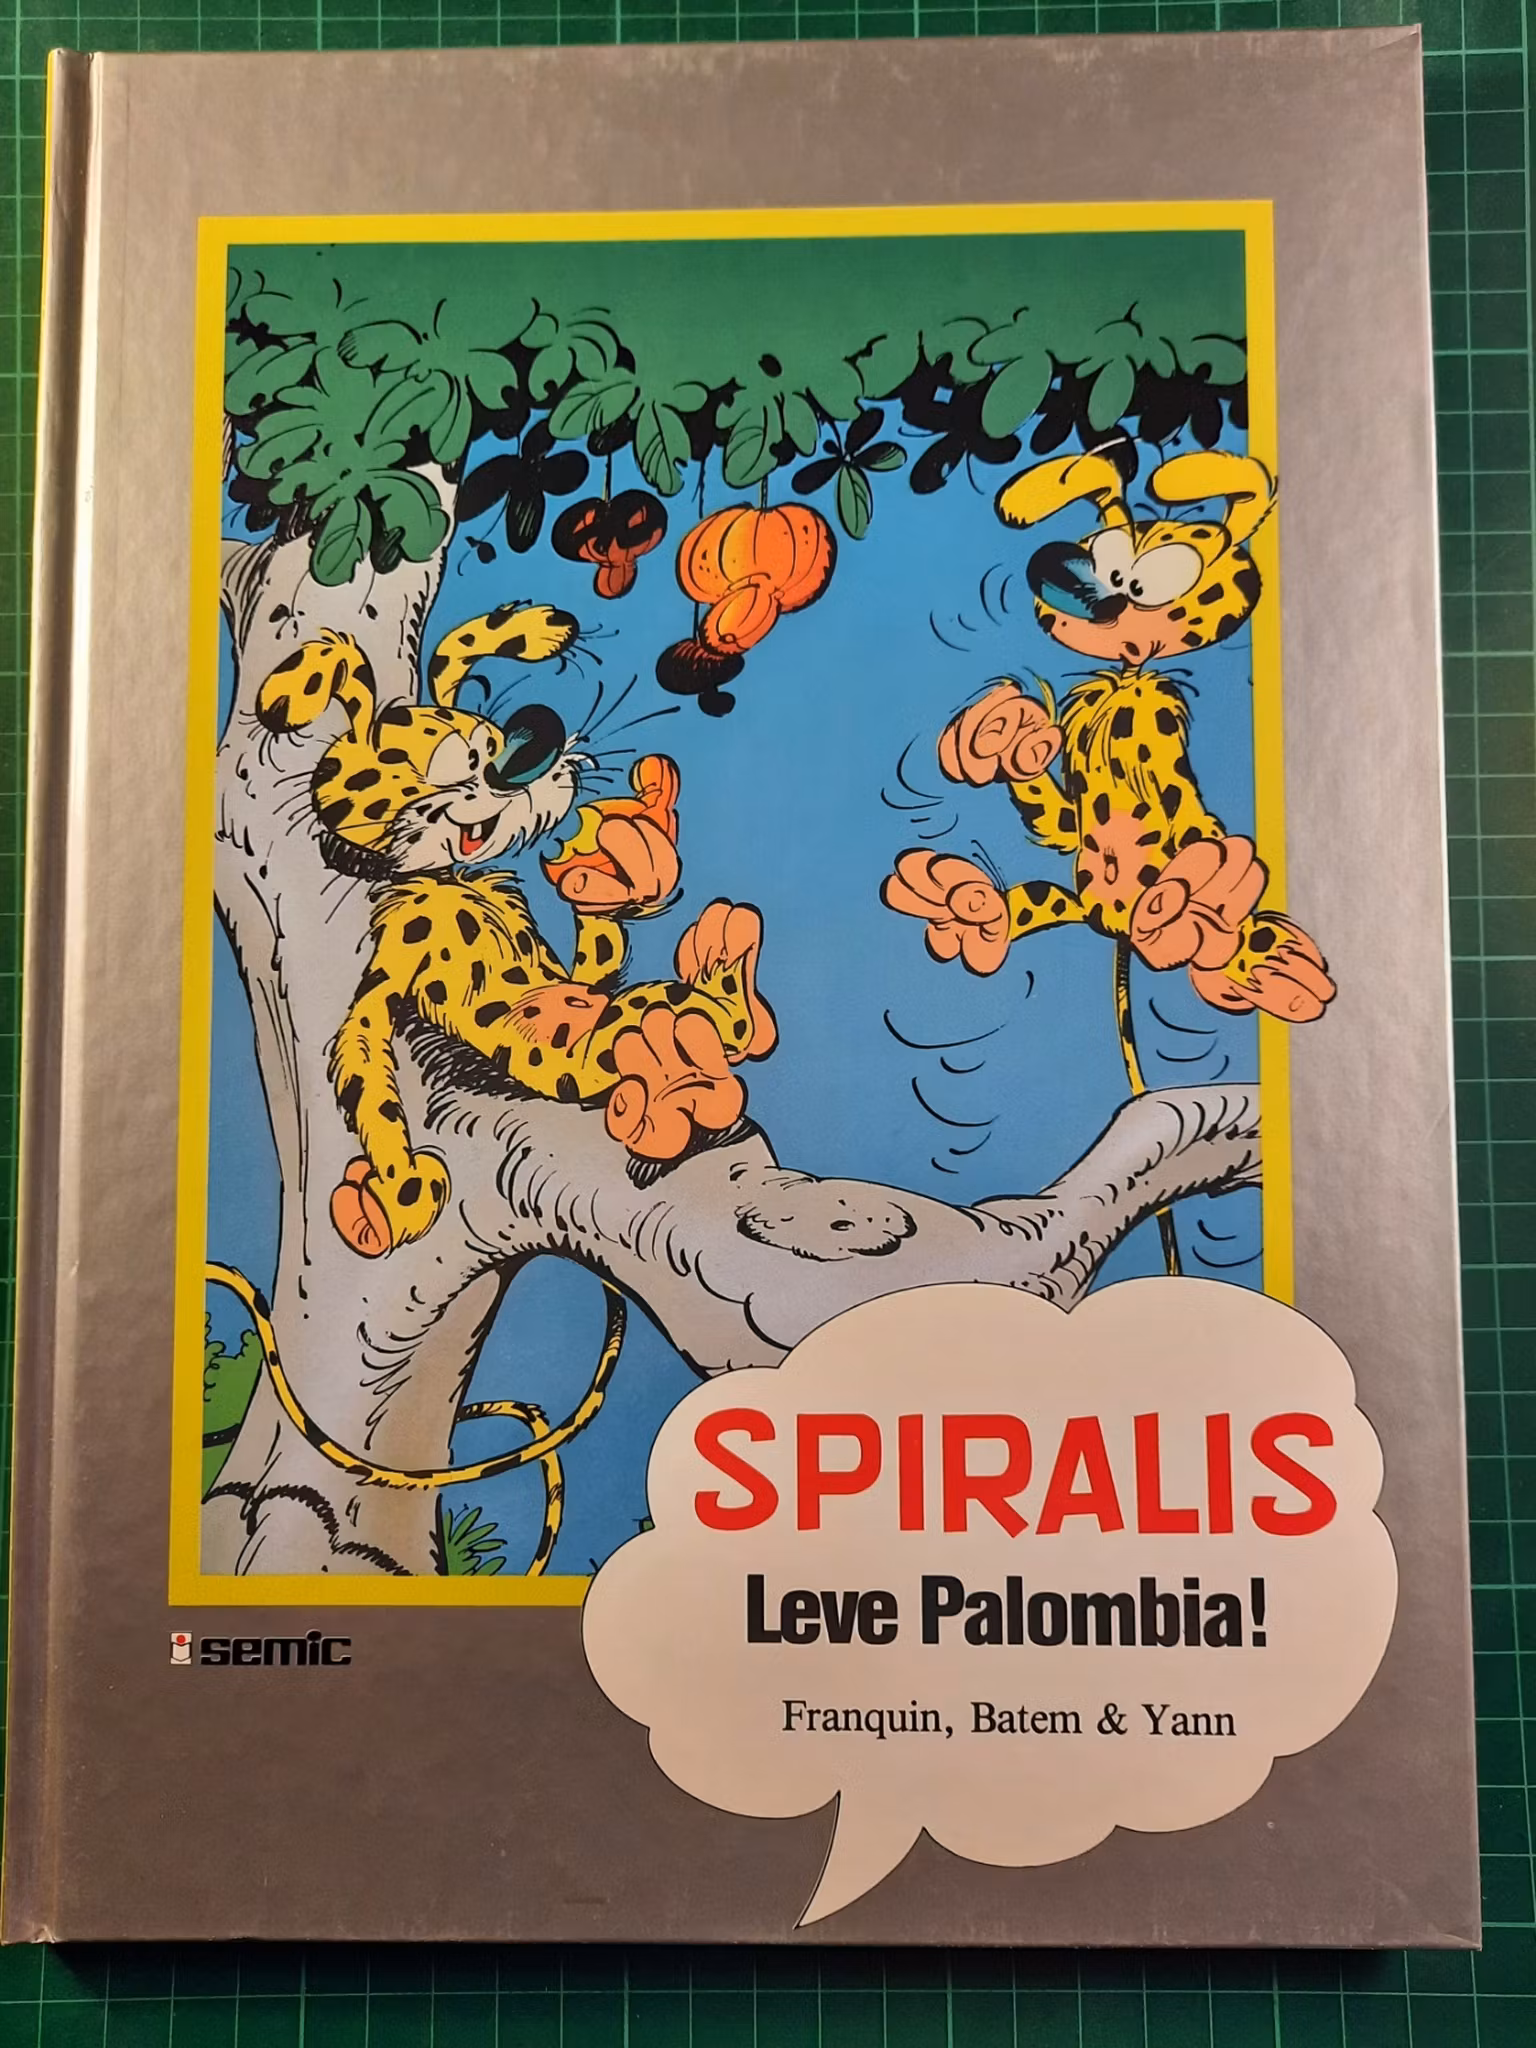 SPIRALIS
Leve Palombia!
Franquin, Batem & Yann
semic